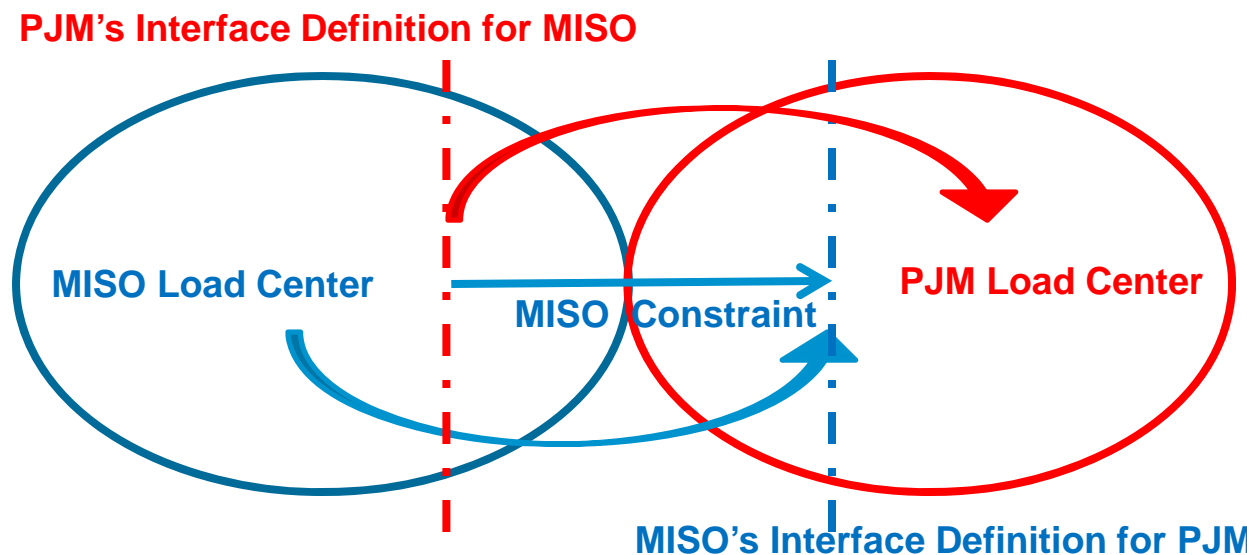 PJM's Interface Definition for MISO
MISO Load Center
PJM Load Center
MISO Constraint
MISO's Interface Definition for PJM